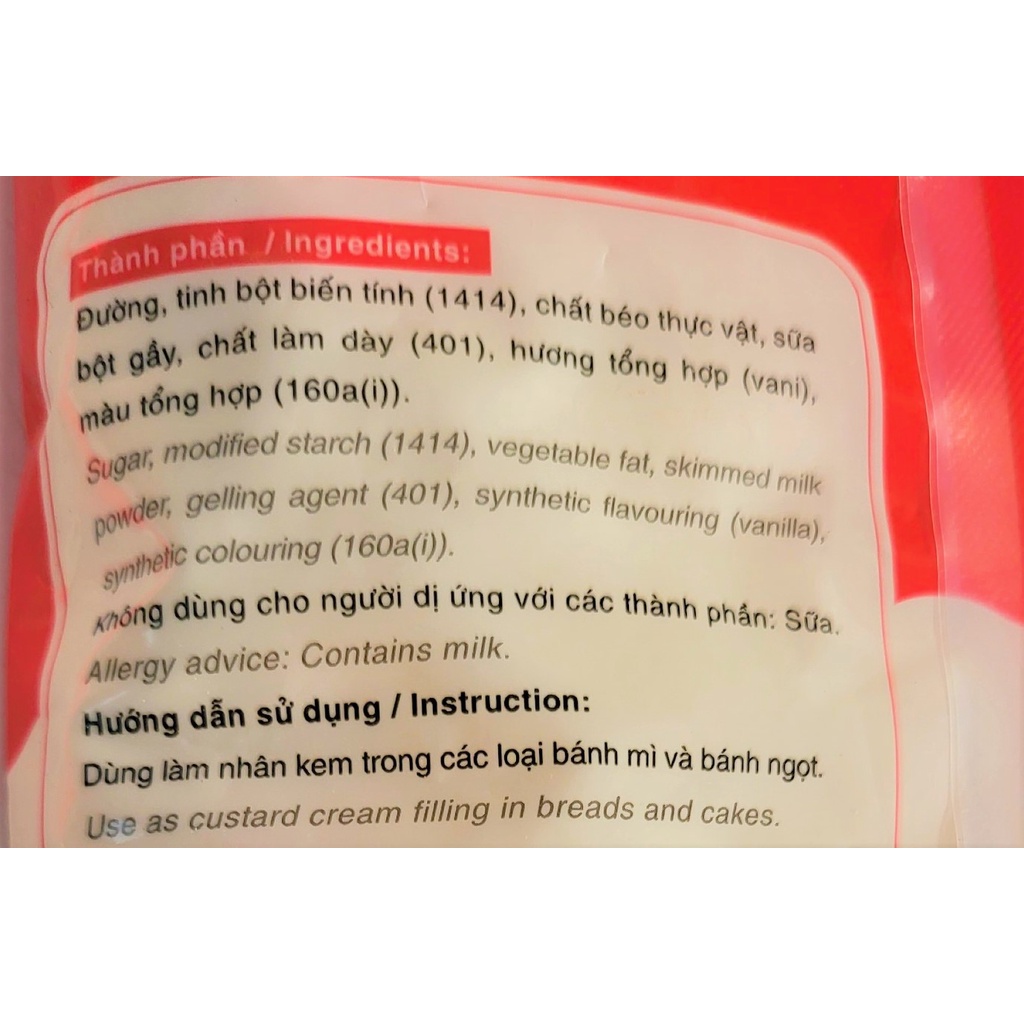 Thành phần / Ingredients:
Đường, tinh bột biến tính (1414), chất béo thực vật, sữa
bột gầy, chất làm dày (401), hương tổng hợp (vani),
màu tổng hợp (160a(i)).
Sugar, modified starch (1414), vegetable fat, skimmed milk
powder, gelling agent (401), synthetic flavouring (vanilla),
synthetic colouring (160a(i)).
Không dùng cho người dị ứng với các thành phần: Sữa.
Allergy advice: Contains milk.
Hướng dẫn sử dụng / Instruction:
Dùng làm nhân kem trong các loại bánh mì và bánh ngọt.
Use as custard cream filling in breads and cakes.